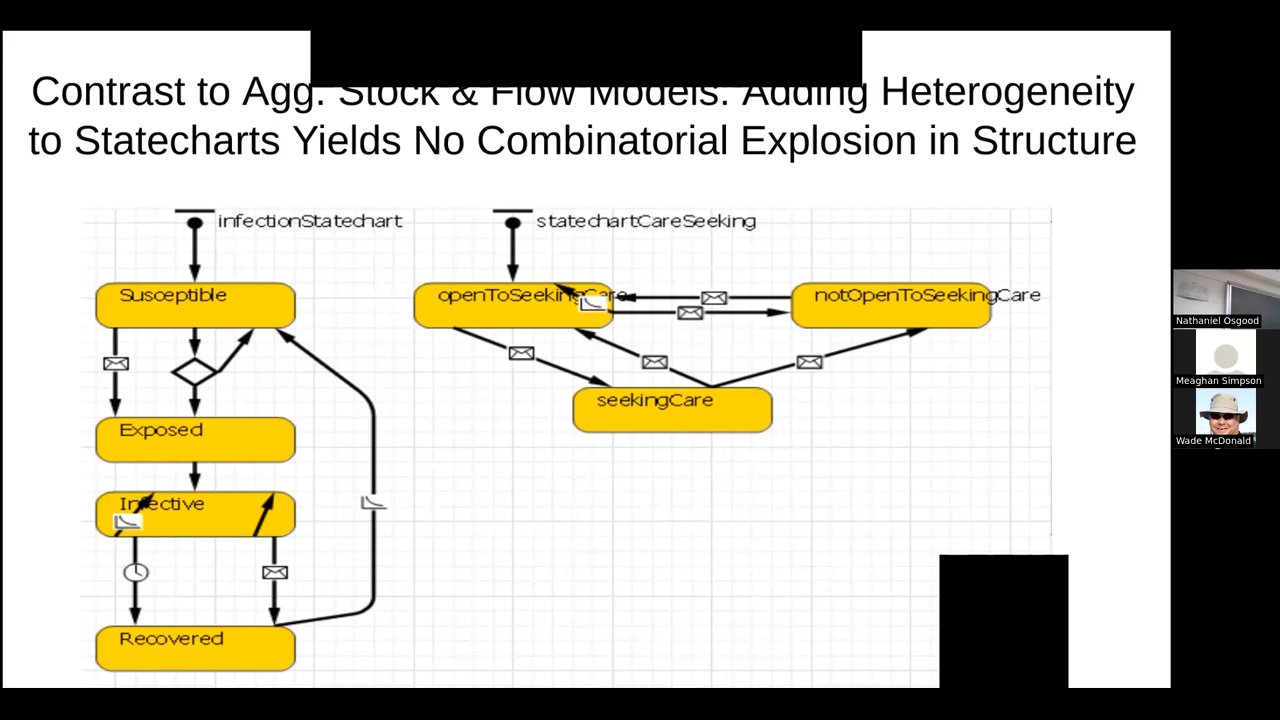 Contrast to Agg. Stock & Flow Models: Adding Heterogeneity
to Statecharts Yields No Combinatorial Explosion in Structure
infectionStatechart
statechartCareSeeking
Susceptible
openToSeekingCare
notOpenToSeekingCare
seekingCare
Exposed
Infective
Recovered
Nathaniel Osgood
Meaghan Simpson
Wade McDonald